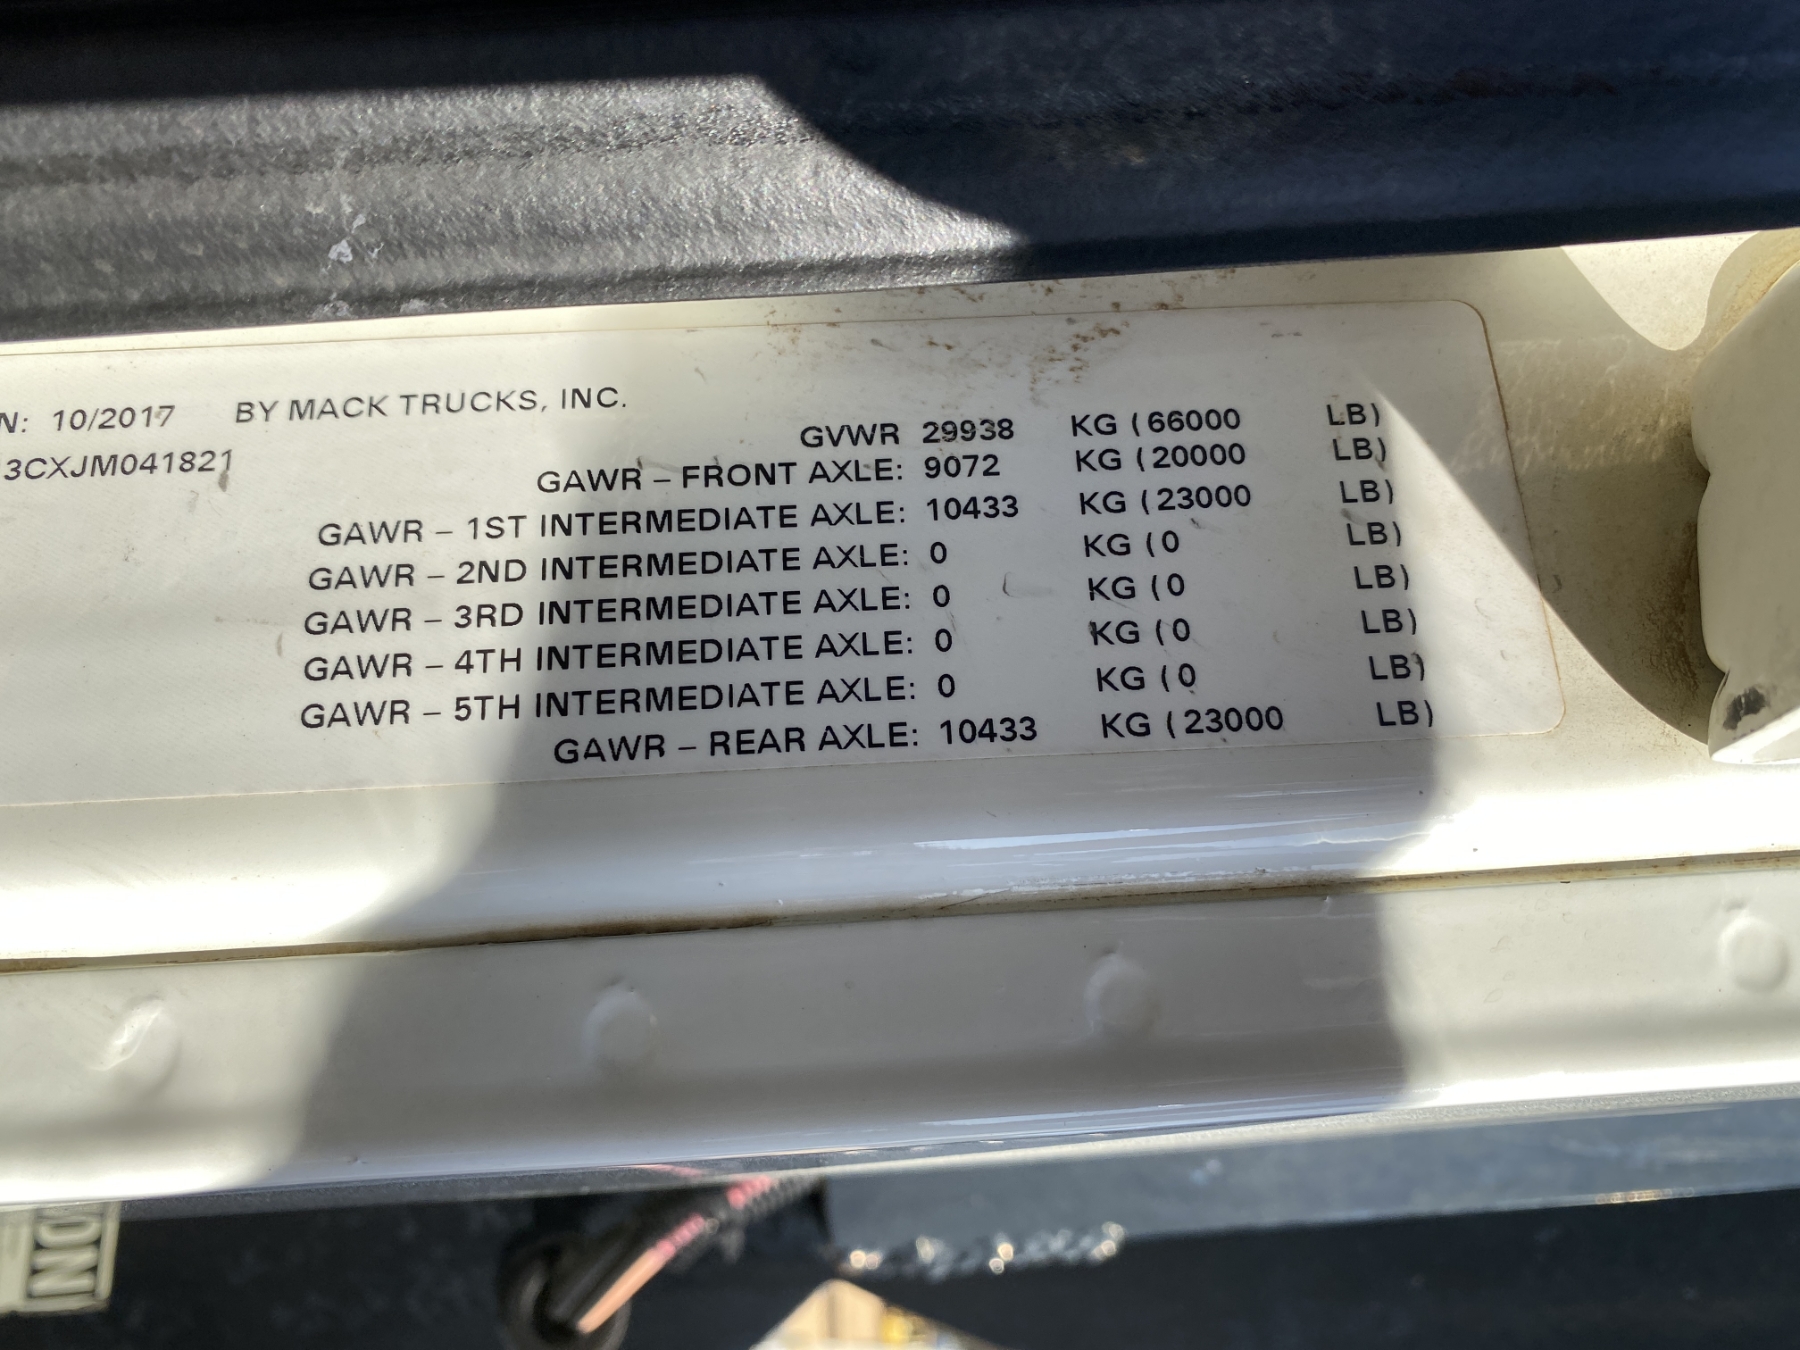 N: 10/2017 BY MACK TRUCKS, INC.
3CXJM041821
GVWR 29938 KG (66000 LB)
GAWR – FRONT AXLE: 9072 KG (20000 LB)
GAWR – 1ST INTERMEDIATE AXLE: 10433 KG (23000 LB)
GAWR – 2ND INTERMEDIATE AXLE: 0 KG (0 LB)
GAWR – 3RD INTERMEDIATE AXLE: 0 KG (0 LB)
GAWR – 4TH INTERMEDIATE AXLE: 0 KG (0 LB)
GAWR – 5TH INTERMEDIATE AXLE: 0 KG (0 LB)
GAWR – REAR AXLE: 10433 KG (23000 LB)